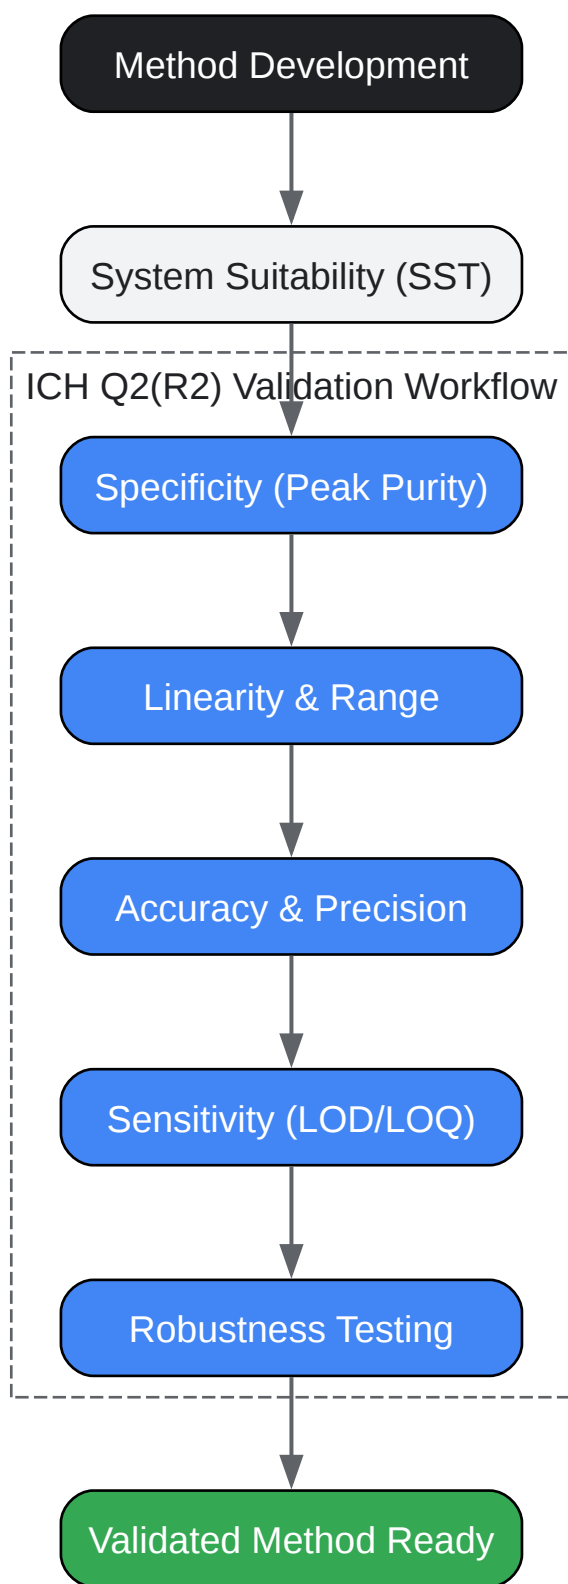 Method Development
System Suitability (SST)
ICH Q2(R2) Validation Workflow
Specificity (Peak Purity)
Linearity & Range
Accuracy & Precision
Sensitivity (LOD/LOQ)
Robustness Testing
Validated Method Ready